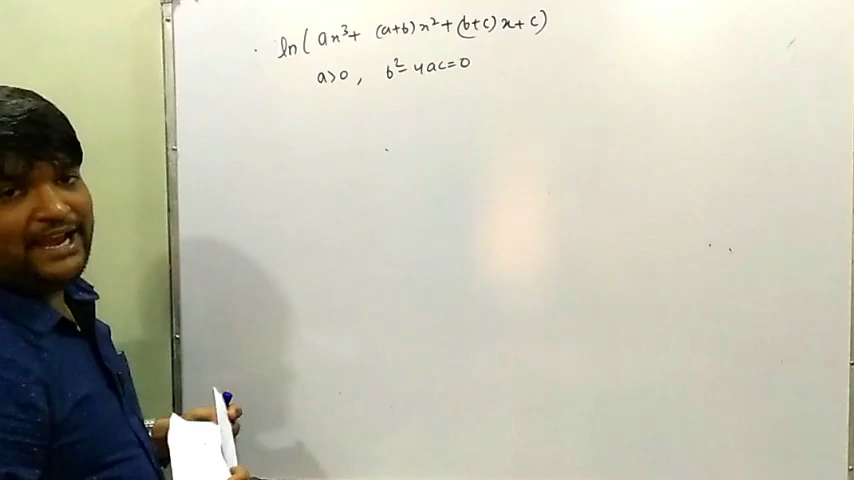 ln(ax³+ (a+b)x²+(b+c)x+c)
a>0, b²-4ac=0